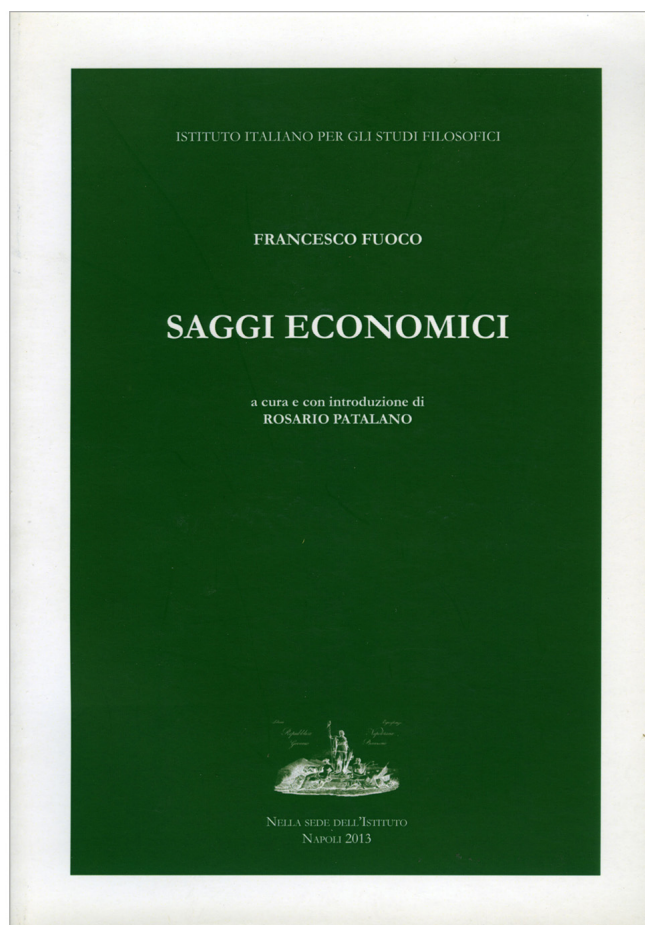 ISTITUTO ITALIANO PER GLI STUDI FILOSOFICI
FRANCESCO FUOCO
SAGGI ECONOMICI
a cura e con introduzione di
ROSARIO PATALANO
NELLA SEDE DELL'ISTITUTO
NAPOLI 2013